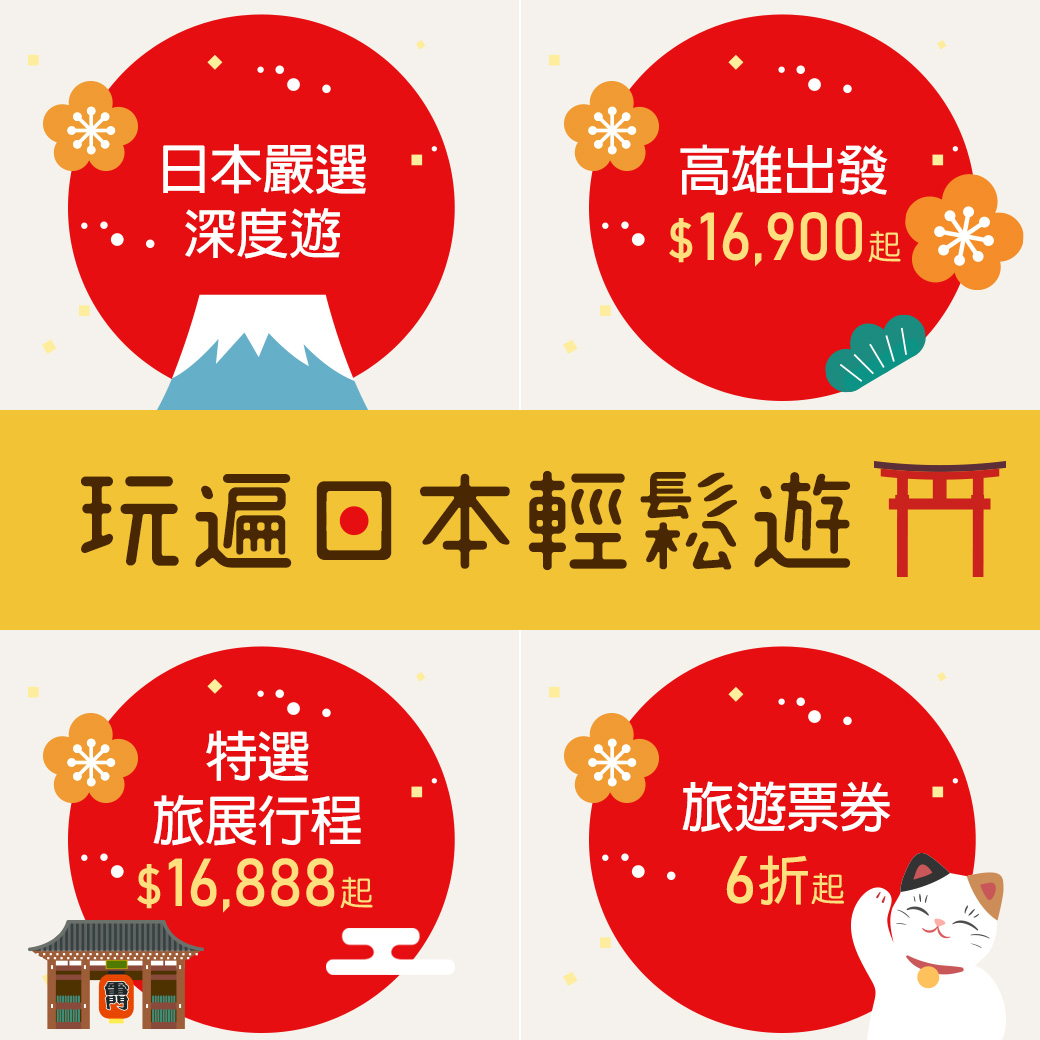 日本嚴選
深度遊
高雄出發
$16,900起
玩遍日本輕鬆遊
特選
旅展行程
$16,888起
旅遊票券
6折起